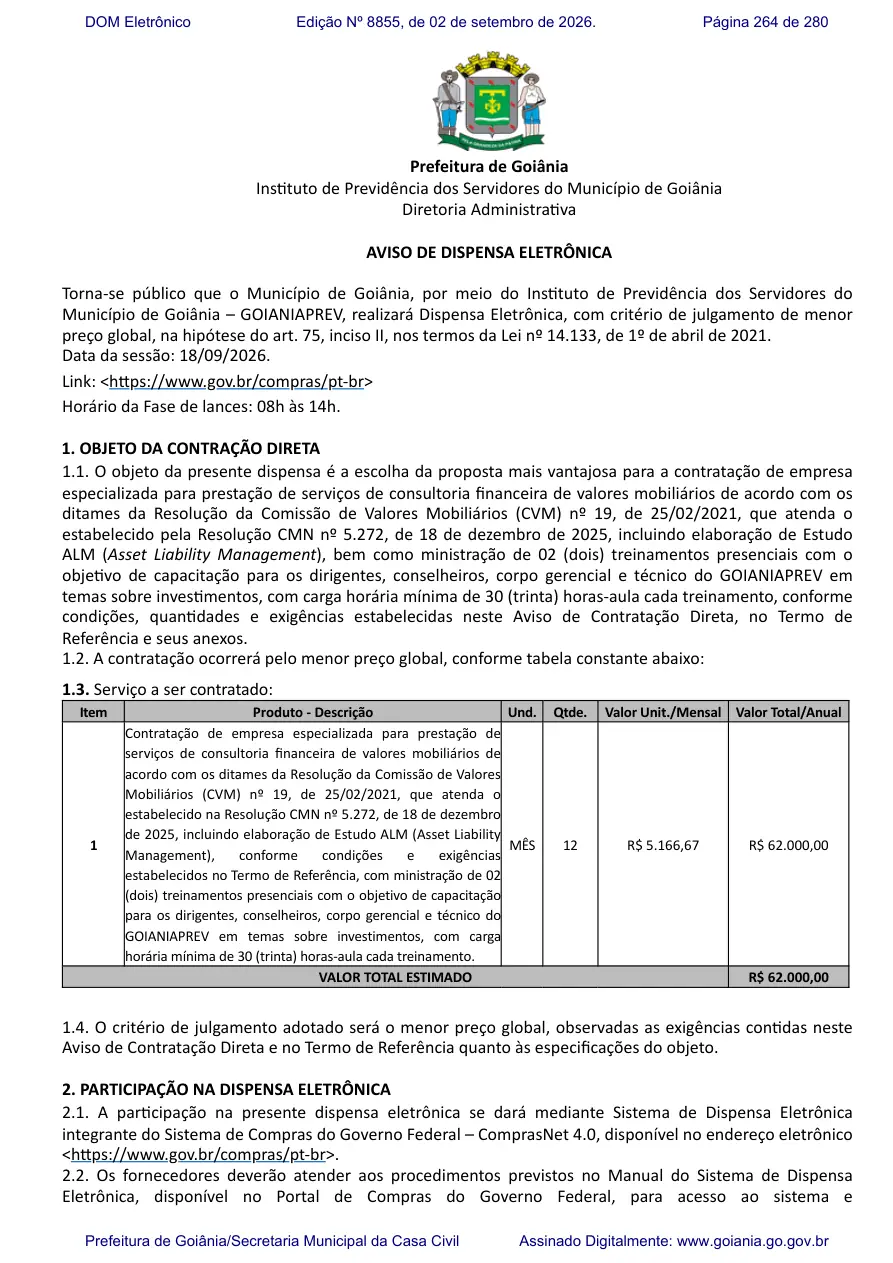 DOM Eletrônico Edição Nº 8855, de 02 de setembro de 2026. Página 264 de 280
PELA GRANDEZA DA PÁTRIA
Prefeitura de Goiânia
Instituto de Previdência dos Servidores do Município de Goiânia
Diretoria Administrativa
AVISO DE DISPENSA ELETRÔNICA
Torna-se público que o Município de Goiânia, por meio do Instituto de Previdência dos Servidores do
Município de Goiânia – GOIANIAPREV, realizará Dispensa Eletrônica, com critério de julgamento de menor
preço global, na hipótese do art. 75, inciso II, nos termos da Lei nº 14.133, de 1º de abril de 2021.
Data da sessão: 18/09/2026.
Link: <https://www.gov.br/compras/pt-br>
Horário da Fase de lances: 08h às 14h.
1. OBJETO DA CONTRAÇÃO DIRETA
1.1. O objeto da presente dispensa é a escolha da proposta mais vantajosa para a contratação de empresa
especializada para prestação de serviços de consultoria financeira de valores mobiliários de acordo com os
ditames da Resolução da Comissão de Valores Mobiliários (CVM) nº 19, de 25/02/2021, que atenda o
estabelecido pela Resolução CMN nº 5.272, de 18 de dezembro de 2025, incluindo elaboração de Estudo
ALM (Asset Liability Management), bem como ministração de 02 (dois) treinamentos presenciais com o
objetivo de capacitação para os dirigentes, conselheiros, corpo gerencial e técnico do GOIANIAPREV em
temas sobre investimentos, com carga horária mínima de 30 (trinta) horas-aula cada treinamento, conforme
condições, quantidades e exigências estabelecidas neste Aviso de Contratação Direta, no Termo de
Referência e seus anexos.
1.2. A contratação ocorrerá pelo menor preço global, conforme tabela constante abaixo:
1.3. Serviço a ser contratado:
Item Produto - Descrição Und. Qtde. Valor Unit./Mensal Valor Total/Anual
Contratação de empresa especializada para prestação de
serviços de consultoria financeira de valores mobiliários de
acordo com os ditames da Resolução da Comissão de Valores
Mobiliários (CVM) nº 19, de 25/02/2021, que atenda o
estabelecido na Resolução CMN nº 5.272, de 18 de dezembro
de 2025, incluindo elaboração de Estudo ALM (Asset Liability
1 Management), conforme condições e exigências MÊS 12 R$ 5.166,67 R$ 62.000,00
estabelecidos no Termo de Referência, com ministração de 02
(dois) treinamentos presenciais com o objetivo de capacitação
para os dirigentes, conselheiros, corpo gerencial e técnico do
GOIANIAPREV em temas sobre investimentos, com carga
horária mínima de 30 (trinta) horas-aula cada treinamento.
VALOR TOTAL ESTIMADO R$ 62.000,00
1.4. O critério de julgamento adotado será o menor preço global, observadas as exigências contidas neste
Aviso de Contratação Direta e no Termo de Referência quanto às especificações do objeto.
2. PARTICIPAÇÃO NA DISPENSA ELETRÔNICA
2.1. A participação na presente dispensa eletrônica se dará mediante Sistema de Dispensa Eletrônica
integrante do Sistema de Compras do Governo Federal – ComprasNet 4.0, disponível no endereço eletrônico
<https://www.gov.br/compras/pt-br>.
2.2. Os fornecedores deverão atender aos procedimentos previstos no Manual do Sistema de Dispensa
Eletrônica, disponível no Portal de Compras do Governo Federal, para acesso ao sistema e
Prefeitura de Goiânia/Secretaria Municipal da Casa Civil Assinado Digitalmente: www.goiania.go.gov.br